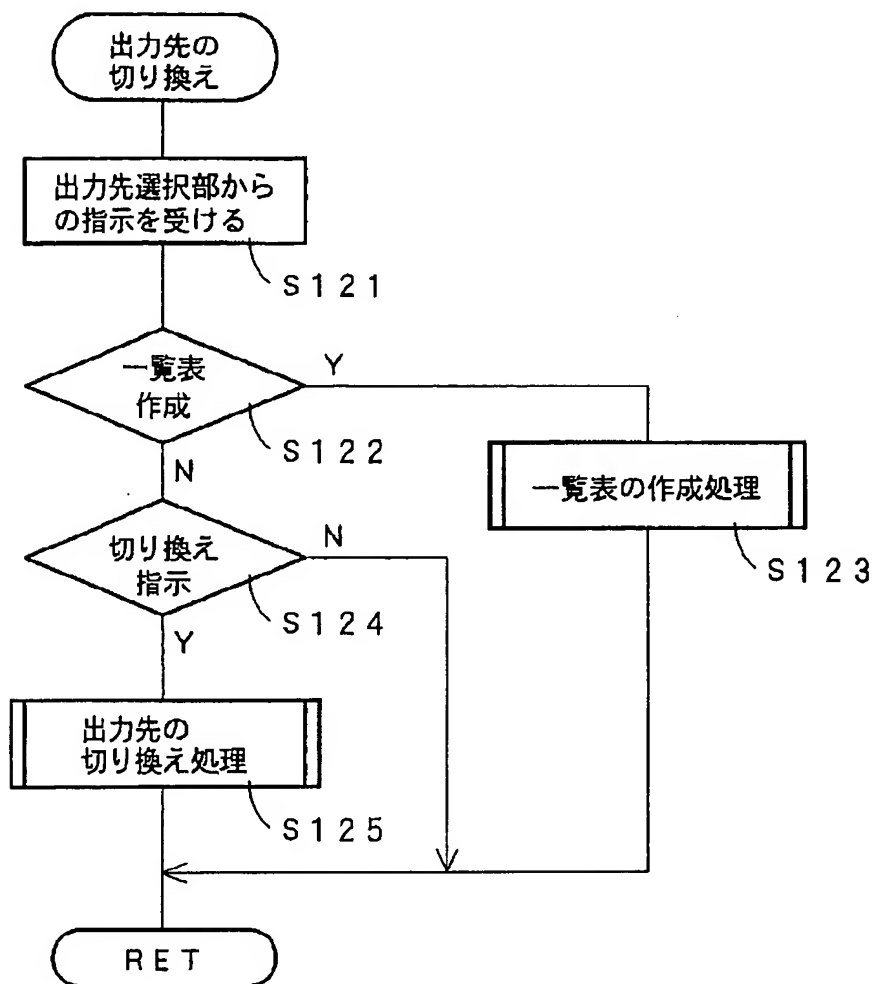 出力先の
切り換え
出力先選択部から
の指示を受ける
S121
一覧表
作成
Y
S122
N
一覧表の作成処理
S123
切り換え
指示
N
S124
Y
出力先の
切り換え処理
S125
RET